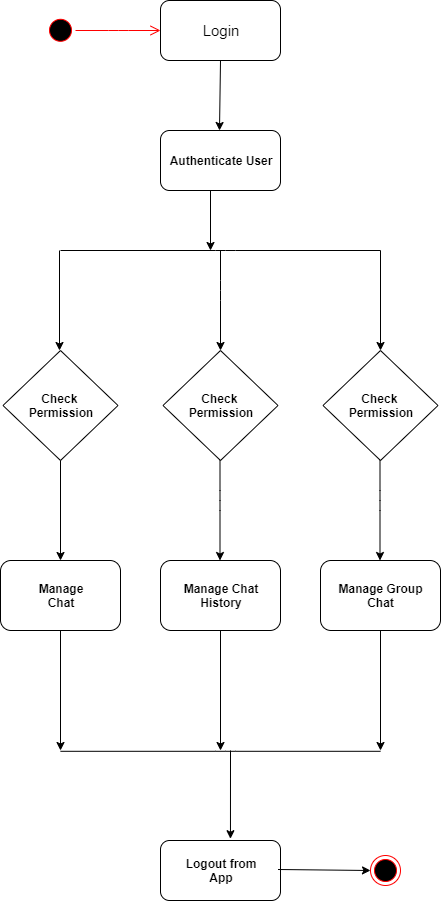 Login
Authenticate User
Check
Permission
Check
Permission
Check
Permission
Manage
Chat
Manage Chat
History
Manage Group
Chat
Logout from
App